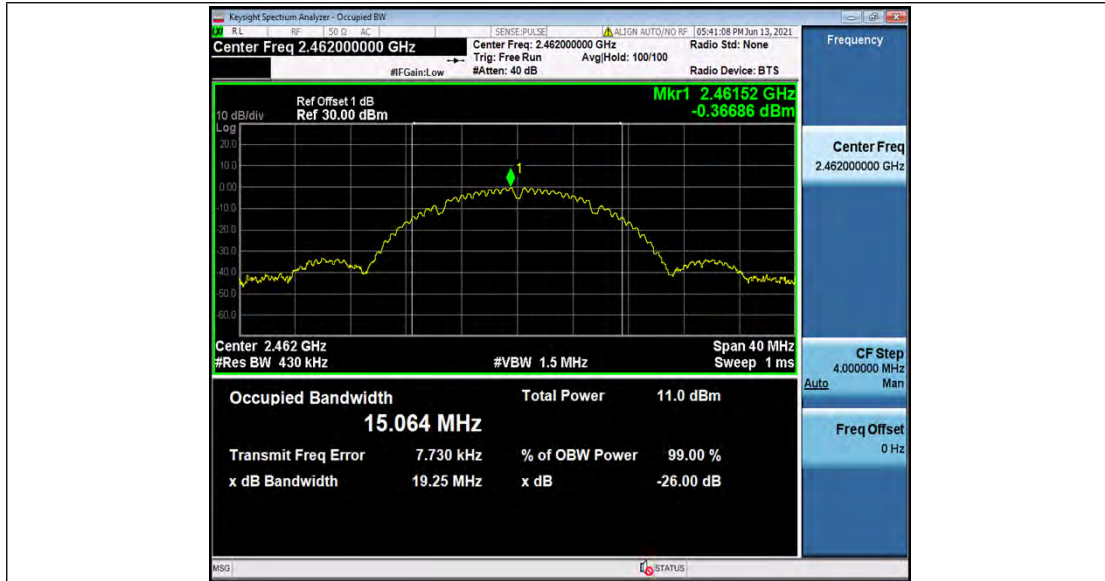 Keysight Spectrum Analyzer - Occupied BW
RL RF 50 Ω AC SENSE:PULSE ALIGN AUTO/NO RF 05:41:08 PM Jun 13, 2021
Center Freq 2.462000000 GHz
Center Freq: 2.462000000 GHz
Radio Std: None
Trig: Free Run Avg|Hold: 100/100
#IFGain:Low
#Atten: 40 dB
Radio Device: BTS
Frequency
Mkr1 2.46152 GHz
-0.36686 dBm
Ref Offset 1 dB
10 dB/div Ref 30.00 dBm
Log
20.0
10.0
0.00
-10.0
-20.0
-30.0
-40.0
-50.0
-60.0
1
Center 2.462 GHz
Span 40 MHz
#Res BW 430 kHz
#VBW 1.5 MHz
Sweep 1 ms
Center Freq
2.462000000 GHz
CF Step
4.000000 MHz
Auto Man
Freq Offset
0 Hz
Occupied Bandwidth
15.064 MHz
Total Power 11.0 dBm
Transmit Freq Error 7.730 kHz
% of OBW Power 99.00 %
x dB Bandwidth 19.25 MHz
x dB -26.00 dB
MSG
STATUS